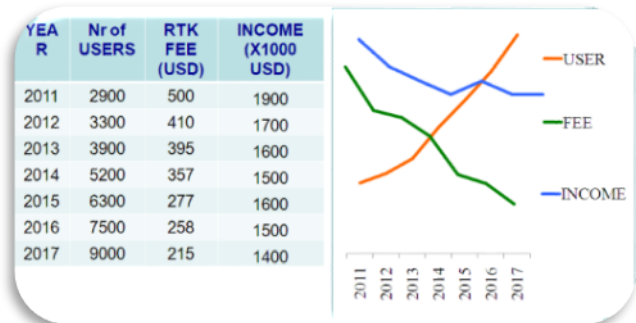 YEA
R
Nr of
USERS
RTK
FEE
(USD)
INCOME
(X1000
USD)
2011 2900 500 1900
2012 3300 410 1700
2013 3900 395 1600
2014 5200 357 1500
2015 6300 277 1600
2016 7500 258 1500
2017 9000 215 1400
USER
FEE
INCOME
2011 2012 2013 2014 2015 2016 2017